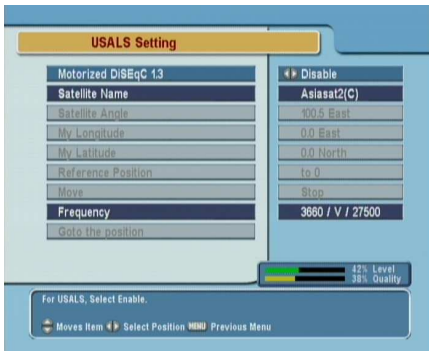 USALS Setting
Motorized DiSEqC 1.3 Disable
Satellite Name Asiasat2(C)
Satellite Angle 100.5 East
My Longitude 0.0 East
My Latitude 0.0 North
Reference Position to 0
Move Stop
Frequency 3660 / V / 27500
Goto the position
42% Level
38% Quality
For USALS, Select Enable.
Moves Item Select Position MENU Previous Menu